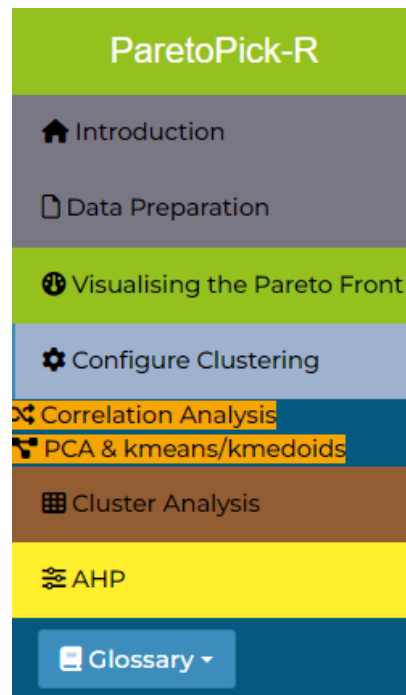 ParetoPick-R
Introduction
Data Preparation
Visualising the Pareto Front
Configure Clustering
Correlation Analysis
PCA & kmeans/kmedoids
Cluster Analysis
AHP
Glossary